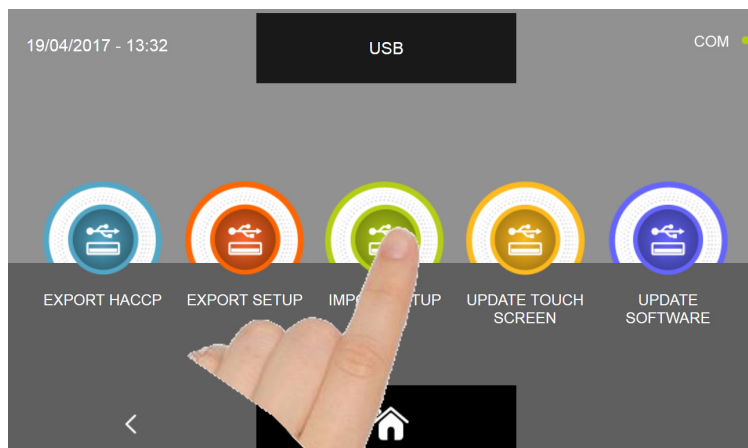 19/04/2017 - 13:32
USB
COM
EXPORT HACCP
EXPORT SETUP
UPDATE TOUCH
SCREEN
UPDATE
SOFTWARE